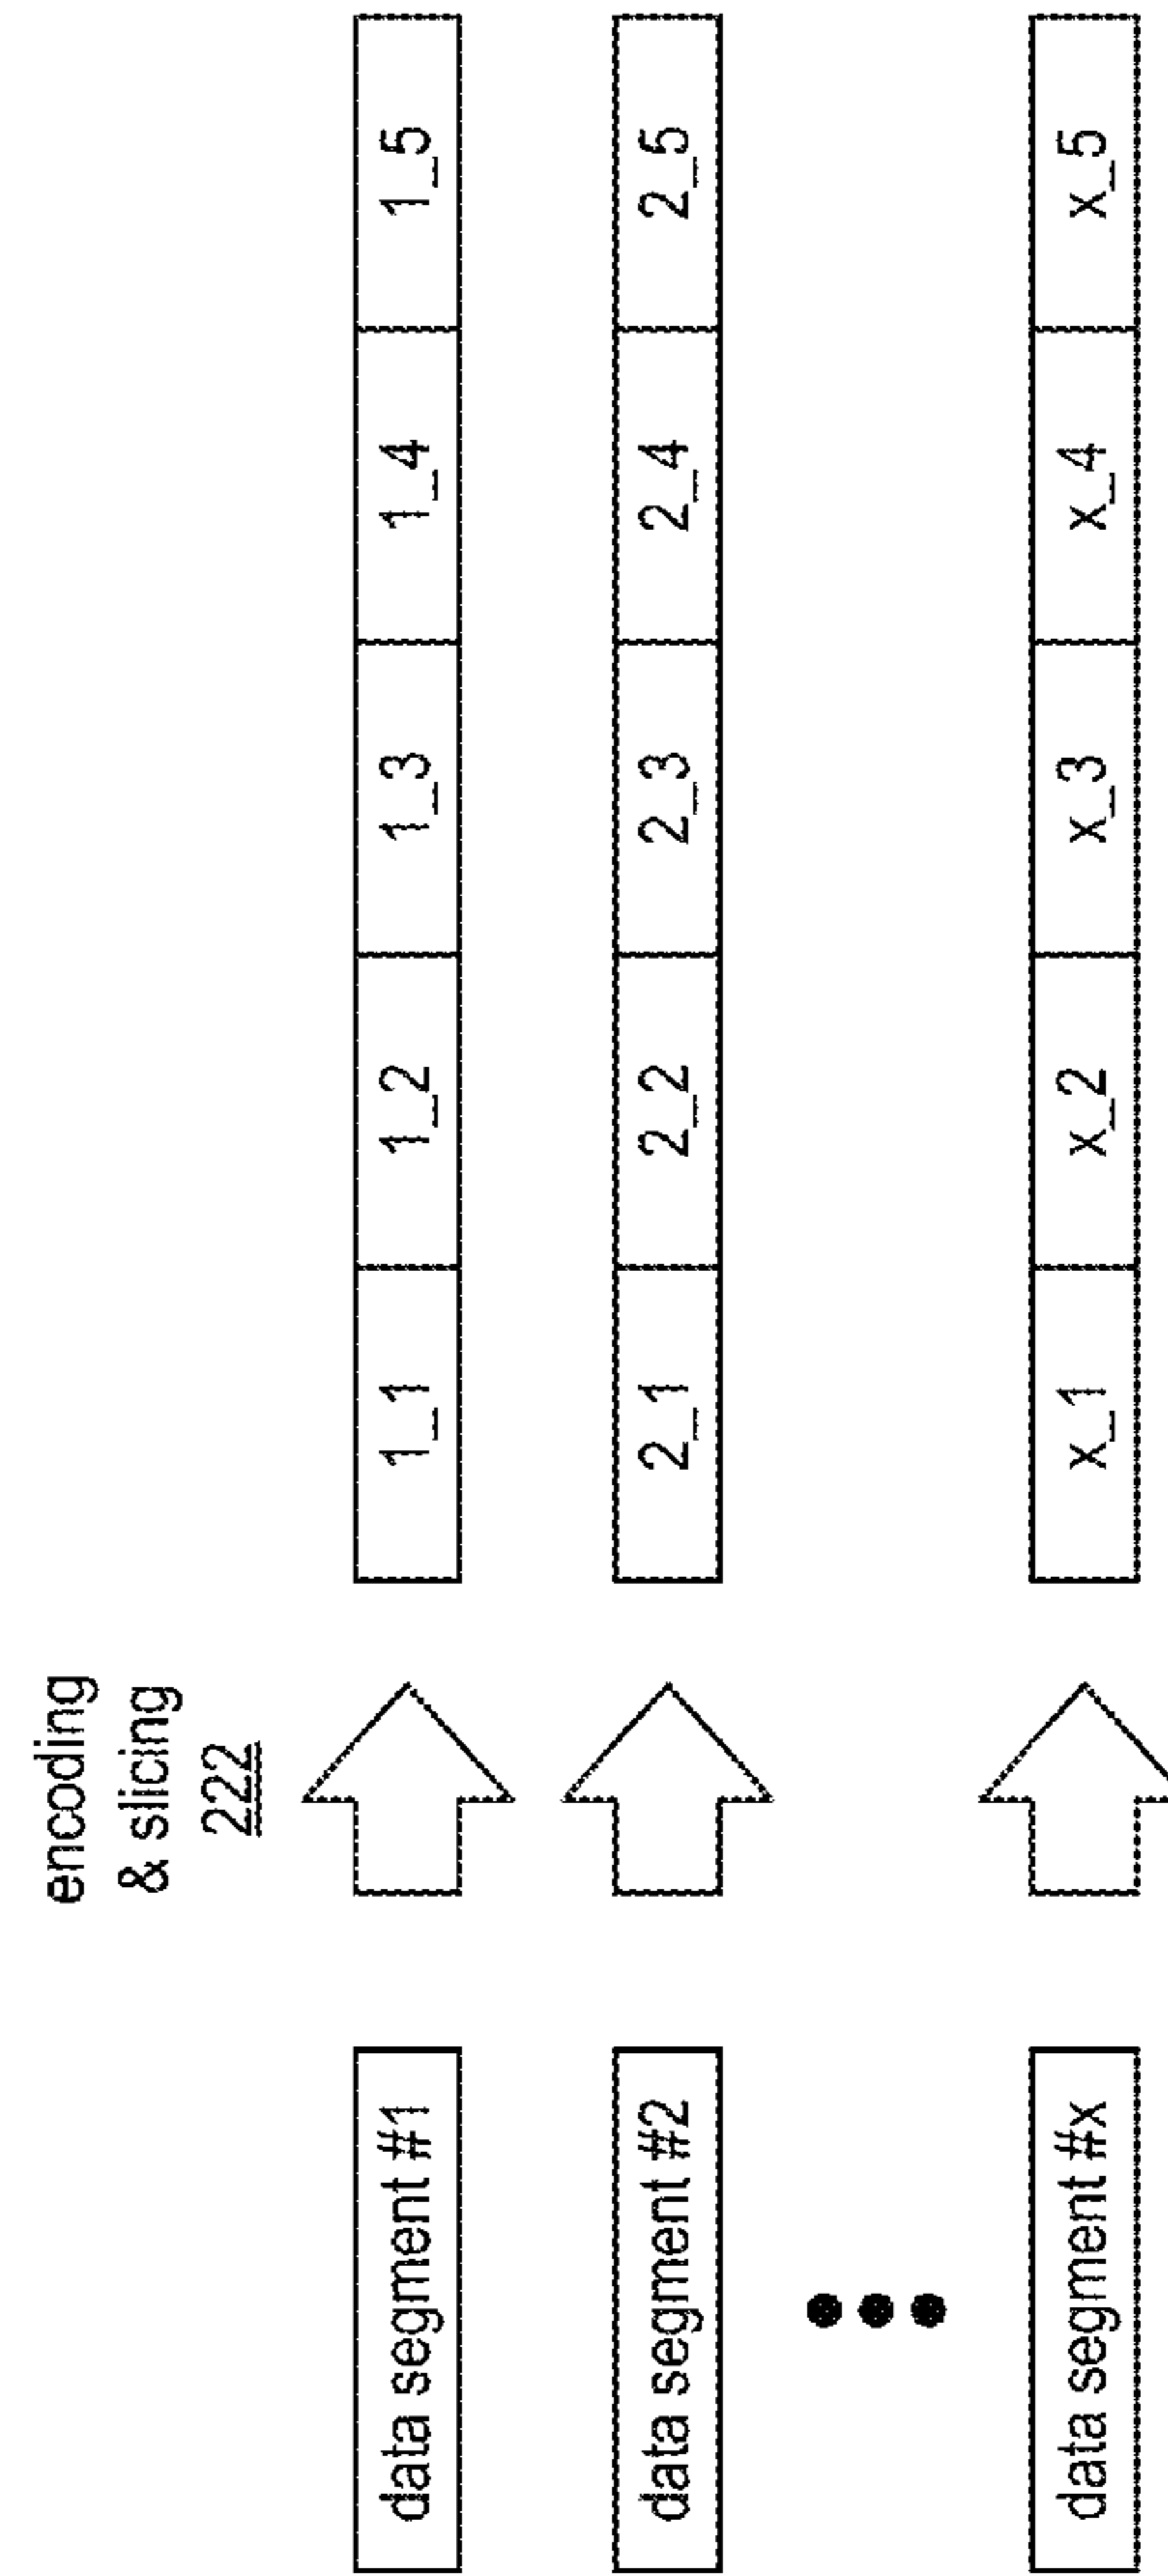 encoding
& slicing
222
data segment #1 1_1 1_2 1_3 1_4 1_5
data segment #2 2_1 2_2 2_3 2_4 2_5
data segment #x x_1 x_2 x_3 x_4 x_5